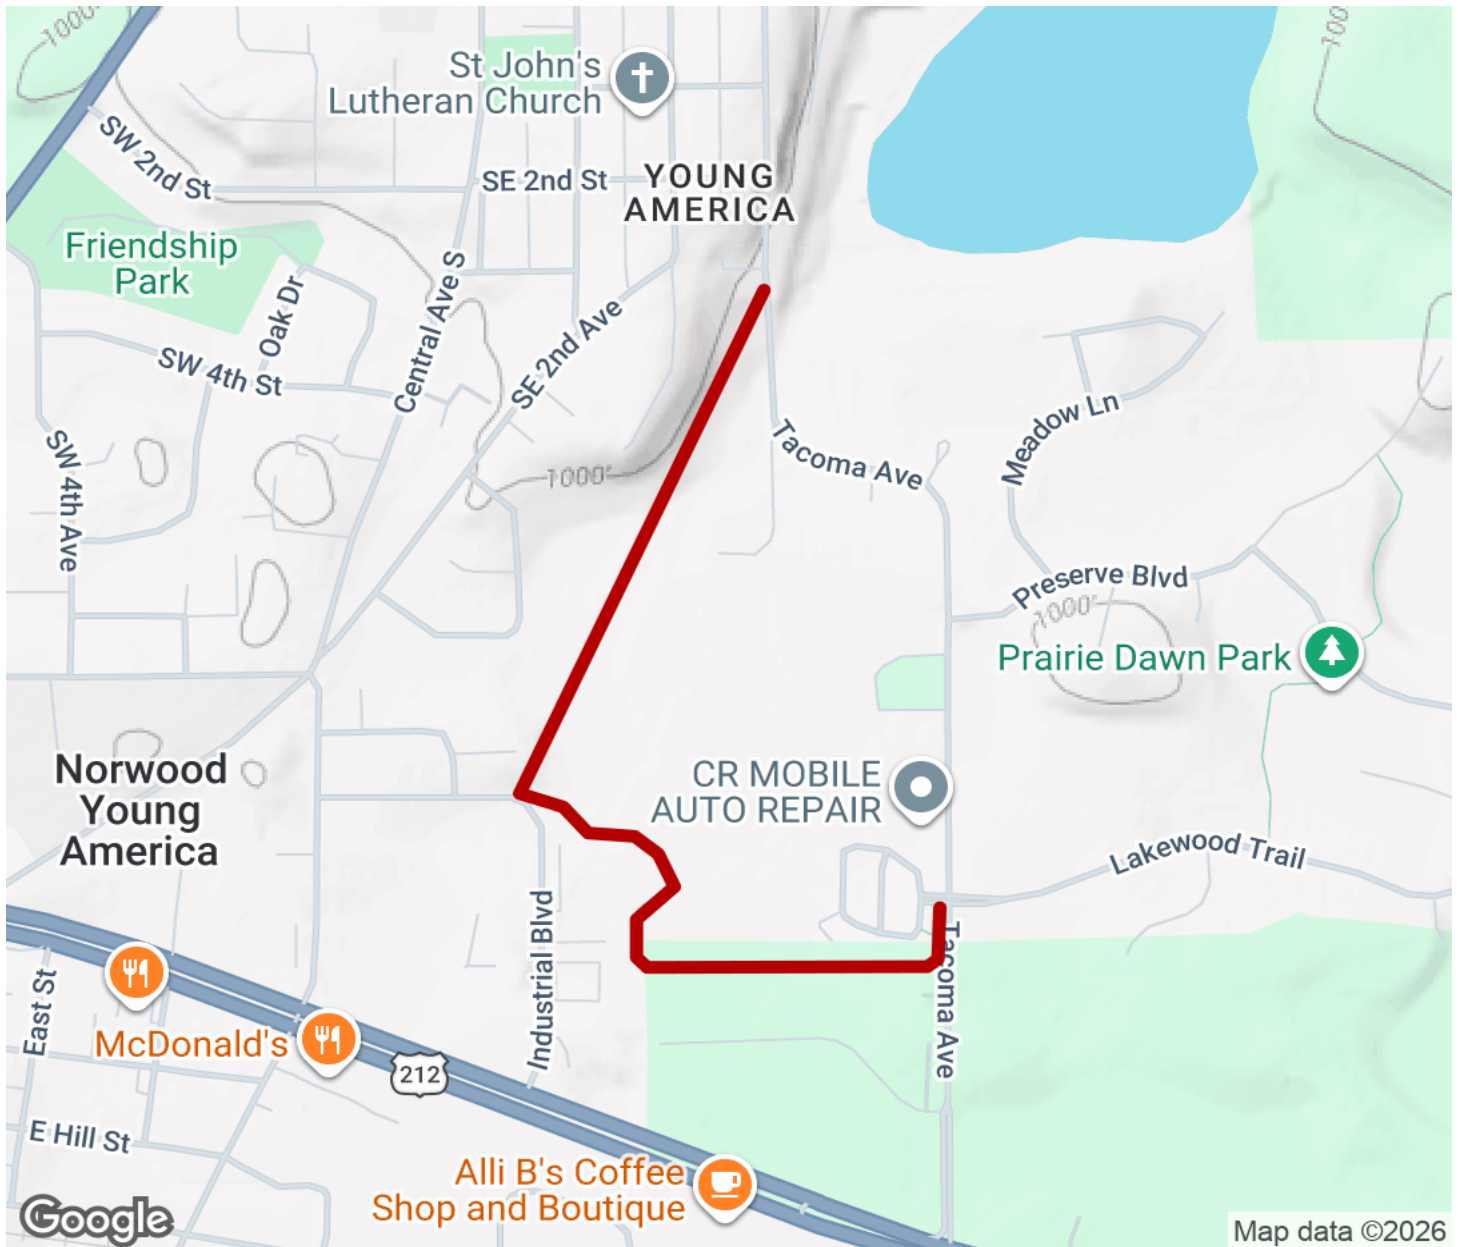 1000'
100
St John's
Lutheran Church
SW 2nd St
SE 2nd St
YOUNG
AMERICA
Friendship
Park
Oak Dr
Central Ave S
SE 2nd Ave
SW 4th St
SW 4th Ave
1000'
Tacoma Ave
Meadow Ln
Preserve Blvd
1000'
Prairie Dawn Park
Norwood
Young
America
CR MOBILE
AUTO REPAIR
Lakewood Trail
Industrial Blvd
Tacoma Ave
East St
McDonald's
212
E Hill St
Alli B's Coffee
Shop and Boutique
Google
Map data ©2026